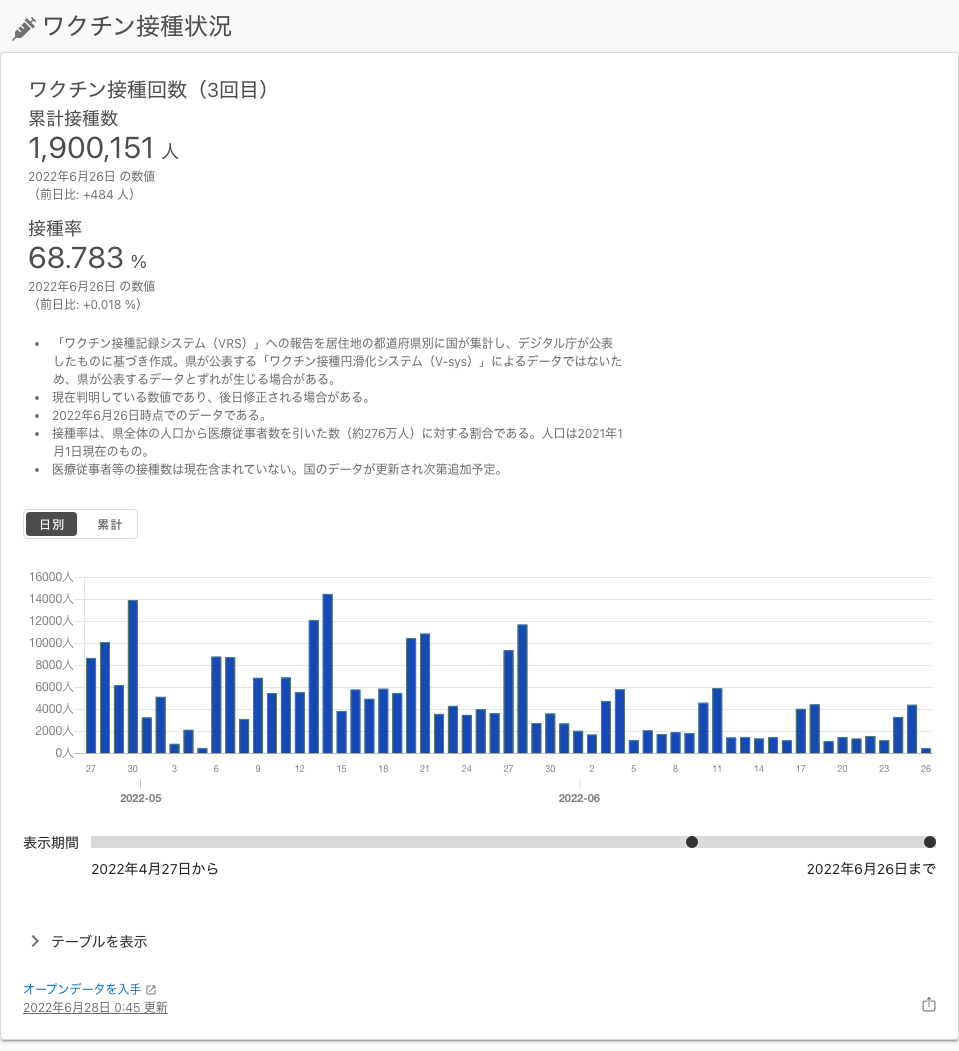 ワクチン接種状況
ワクチン接種回数（3回目）
累計接種数
1,900,151 人
2022年6月26日 の数値
（前日比: +484 人）
接種率
68.783 %
2022年6月26日 の数値
（前日比: +0.018 %）
• 「ワクチン接種記録システム（VRS）」への報告を居住地の都道府県別に国が集計し、デジタル庁が公表
したものに基づき作成。県が公表する「ワクチン接種円滑化システム（V-sys）」によるデータではないた
め、県が公表するデータとずれが生じる場合がある。
• 現在判明している数値であり、後日修正される場合がある。
• 2022年6月26日時点でのデータである。
• 接種率は、県全体の人口から医療従事者数を引いた数（約276万人）に対する割合である。人口は2021年1
月1日現在のもの。
• 医療従事者等の接種数は現在含まれていない。国のデータが更新され次第追加予定。
日別 累計
16000人
14000人
12000人
10000人
8000人
6000人
4000人
2000人
0人
27 30 3 6 9 12 15 18 21 24 27 30 2 5 8 11 14 17 20 23 26
2022-05 2022-06
表示期間
2022年4月27日から 2022年6月26日まで
テーブルを表示
オープンデータを入手
2022年6月28日 0:45 更新